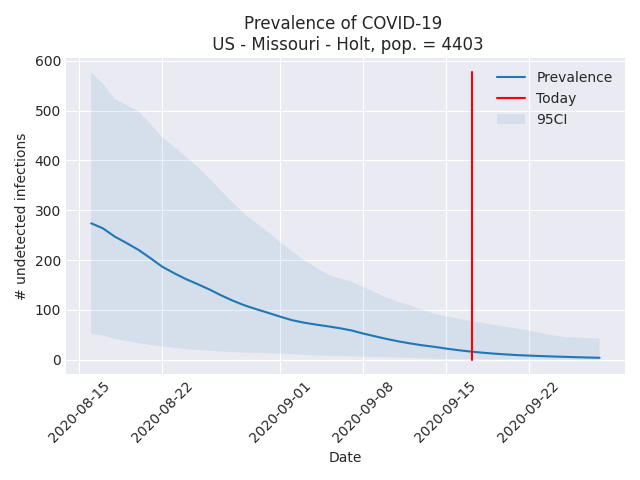 Prevalence of COVID-19
US - Missouri - Holt, pop. = 4403
600
500
400
300
200
100
0
# undetected infections
Prevalence
Today
95CI
2020-08-15
2020-08-22
2020-09-01
2020-09-08
2020-09-15
2020-09-22
Date